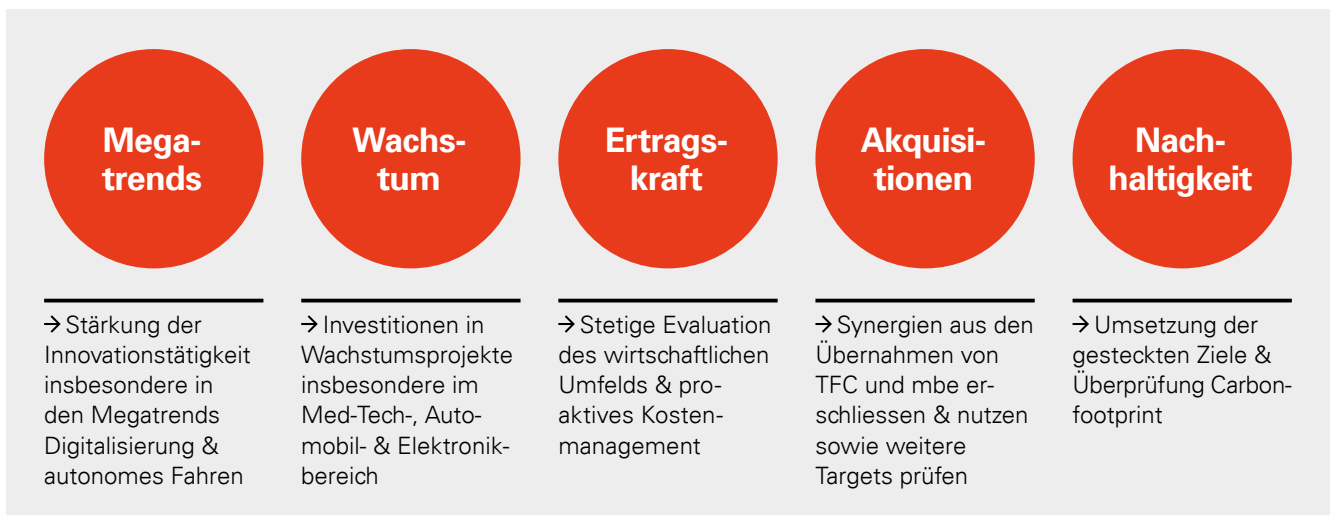 Mega-
trends
→ Stärkung der
Innovationstätigkeit
insbesondere in
den Megatrends
Digitalisierung &
autonomes Fahren
Wachs-
tum
→ Investitionen in
Wachstumsprojekte
insbesondere im
Med-Tech-, Auto-
mobil- & Elektronik-
bereich
Ertrags-
kraft
→ Stetige Evaluation
des wirtschaftlichen
Umfelds & pro-
aktives Kosten-
management
Akquisi-
tionen
→ Synergien aus den
Übernahmen von
TFC und mbe er-
schliessen & nutzen
sowie weitere
Targets prüfen
Nach-
haltigkeit
→ Umsetzung der
gesteckten Ziele &
Überprüfung Carbon-
footprint